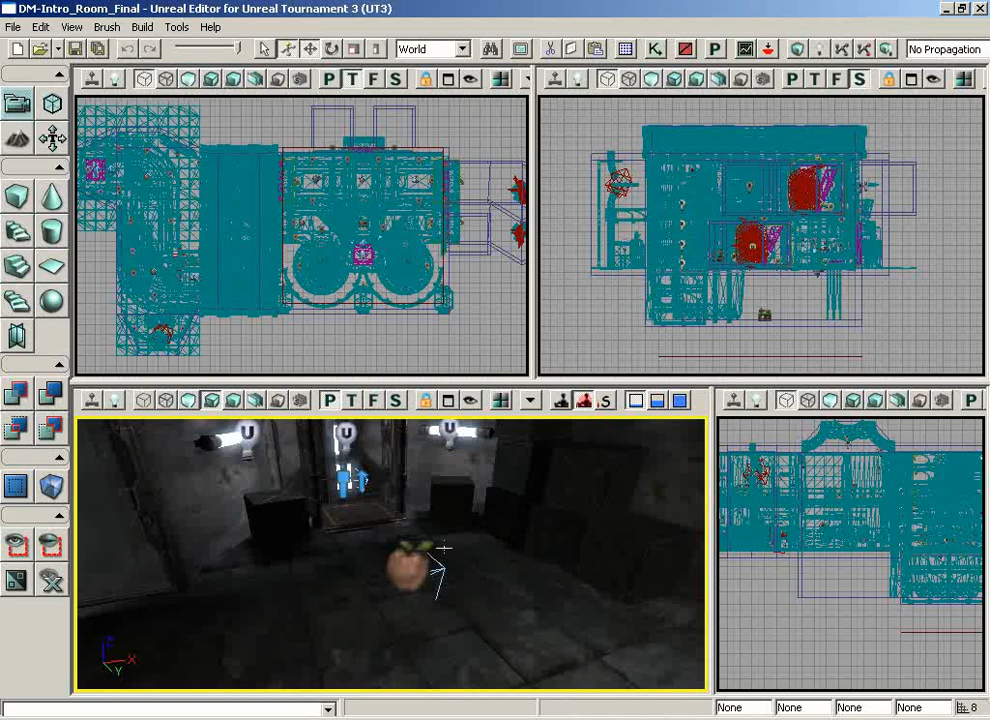 DM-Intro_Room_Final - Unreal Editor for Unreal Tournament 3 (UT3)
File Edit View Brush Build Tools Help
World K P No Propagation
P T F S P T F S
P T F S S P
U U U
Z X Y
None None None None 8